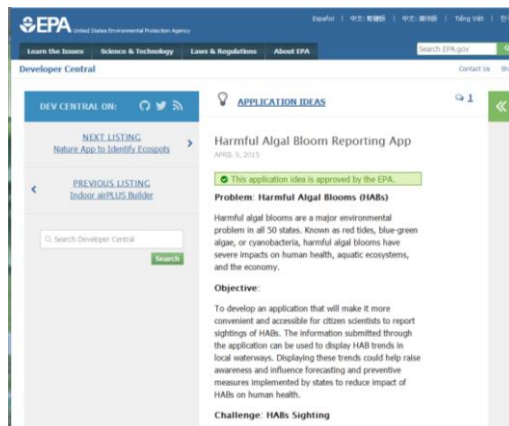 EPA United States Environmental Protection Agency
Español | 中文: 繁體版 | 中文: 简体版 | Tiếng Việt |
Learn the Issues Science & Technology Laws & Regulations About EPA Search EPA.gov
Developer Central Contact Us
DEV CENTRAL ON:
NEXT LISTING
Nature App to Identify Ecospots
PREVIOUS LISTING
Indoor airPLUS Builder
Search Developer Central
Search
APPLICATION IDEAS 1
Harmful Algal Bloom Reporting App
APRIL 9, 2015
This application idea is approved by the EPA.
Problem: Harmful Algal Blooms (HABs)
Harmful algal blooms are a major environmental
problem in all 50 states. Known as red tides, blue-green
algae, or cyanobacteria, harmful algal blooms have
severe impacts on human health, aquatic ecosystems,
and the economy.
Objective:
To develop an application that will make it more
convenient and accessible for citizen scientists to report
sightings of HABs. The information submitted through
the application can be used to display HAB trends in
local waterways. Displaying these trends could help raise
awareness and influence forecasting and preventive
measures implemented by states to reduce impact of
HABs on human health.
Challenge: HABs Sighting